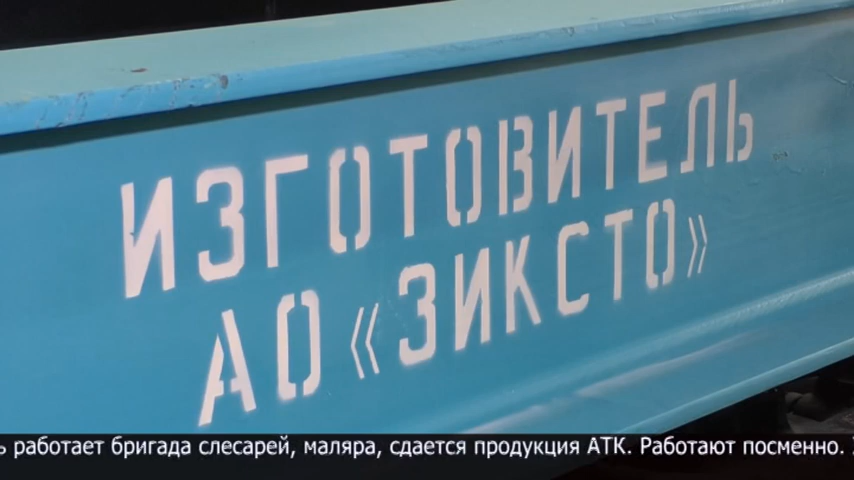 ИЗГОТОВИТЕЛЬ
АО «ЗИКСТО»
работает бригада слесарей, маляра, сдается продукция АТК. Работают посменно.